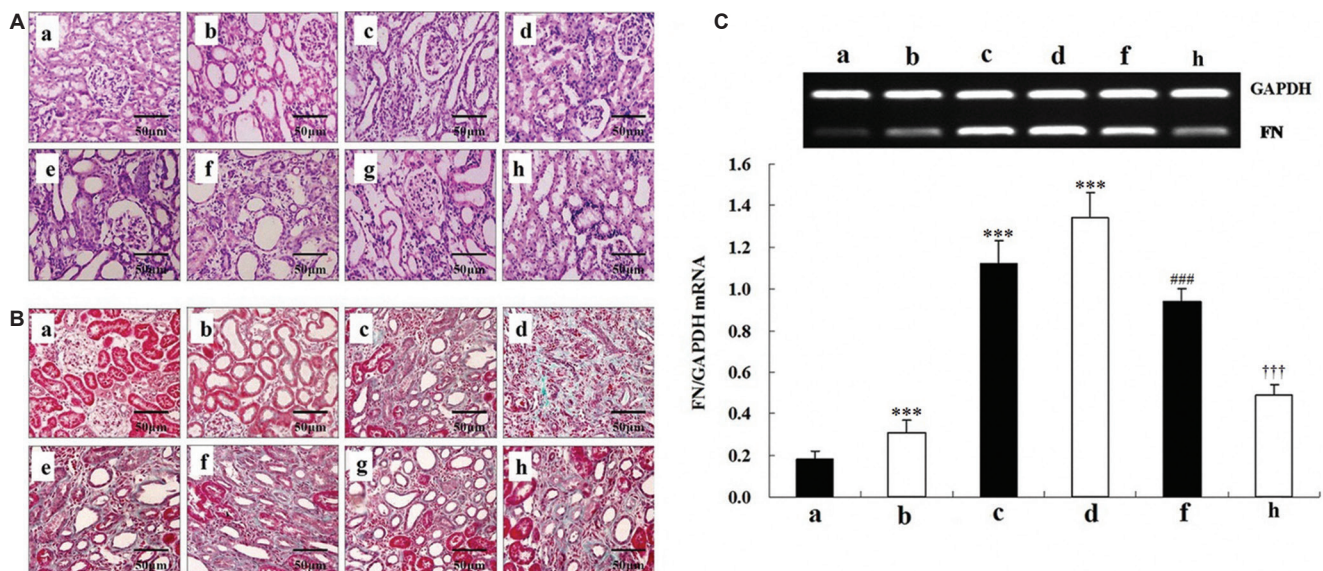 A
a
b
c
d
50μm
50μm
50μm
50μm
e
f
g
h
50μm
50μm
50μm
50μm
B
a
b
c
d
50μm
50μm
50μm
50μm
e
f
g
h
50μm
50μm
50μm
50μm
C
a b c d f h
GAPDH
FN
FN/GAPDH mRNA
1.6
1.4
1.2
1.0
0.8
0.6
0.4
0.2
0.0
***
***
***
###
†††
a b c d f h